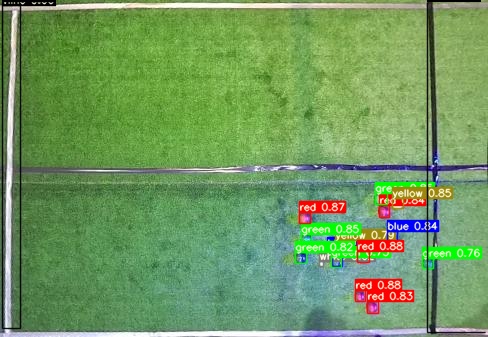 yellow 0.85
red 0.84
red 0.87
blue 0.84
green 0.85
yellow 0.79
green 0.82
red 0.88
green 0.76
red 0.88
red 0.83